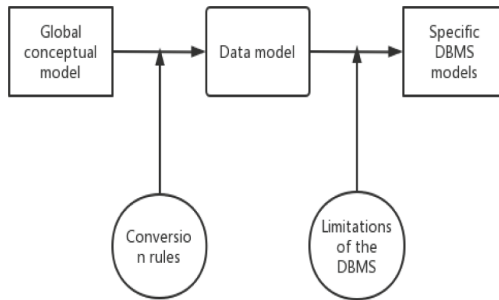 Global
conceptual
model
Data model
Specific
DBMS
models
Conversio
n rules
Limitations
of the
DBMS